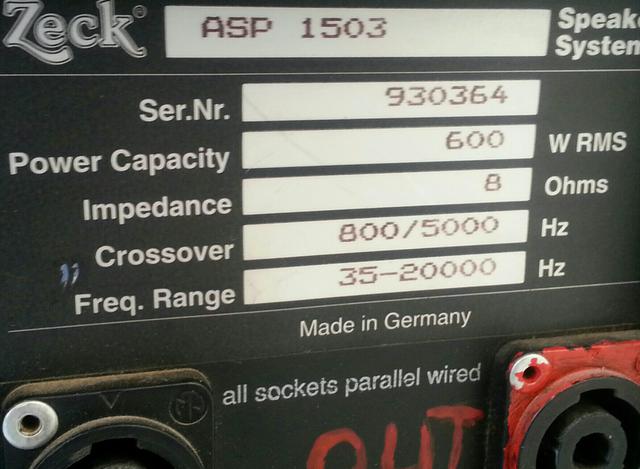 Zeck
ASP 1503
Speake
System
Ser.Nr. 930364
Power Capacity 600 W RMS
Impedance 8 Ohms
Crossover 800/5000 Hz
Freq. Range 35-20000 Hz
Made in Germany
all sockets parallel wired
OUT